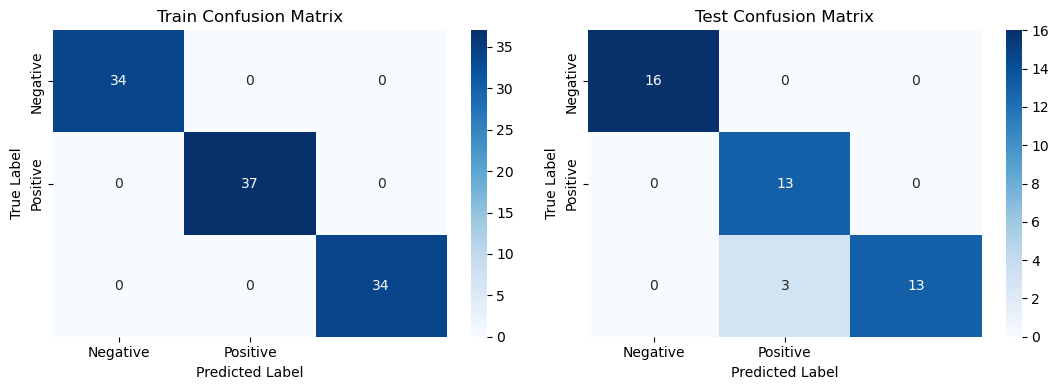 Train Confusion Matrix
True Label
Negative
Positive
34 0 0
0 37 0
0 0 34
Negative Positive
Predicted Label
35
30
25
20
15
10
5
0
Test Confusion Matrix
True Label
Negative
Positive
16 0 0
0 13 0
0 3 13
Negative Positive
Predicted Label
16
14
12
10
8
6
4
2
0